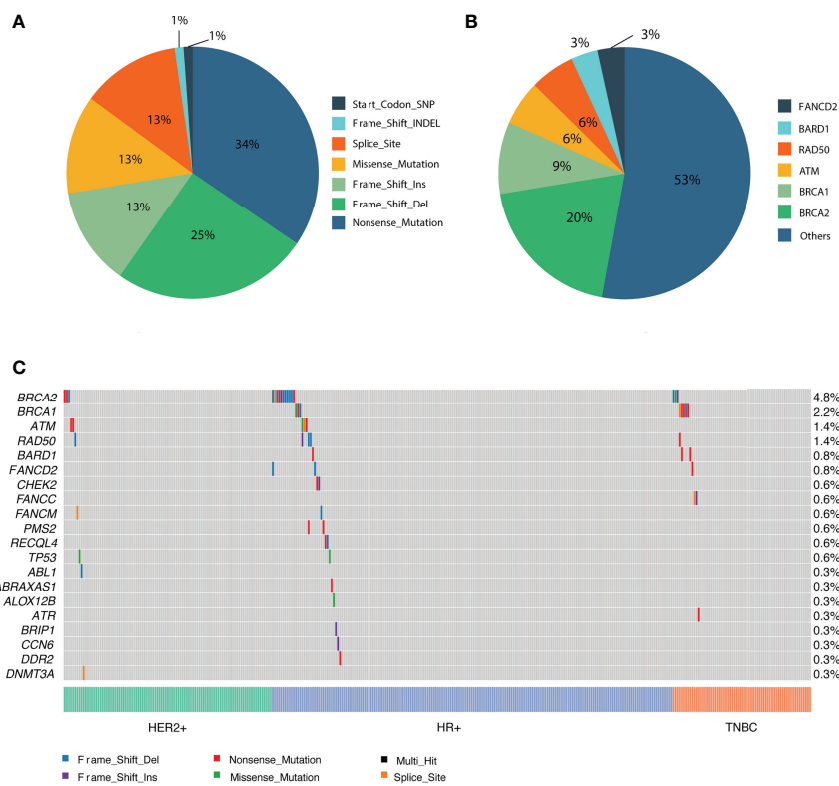 A
1%
1%
34%
25%
13%
13%
13%
Start_Codon_SNP
Frame_Shift_INDEL
Splice_Site
Missense_Mutation
Frame_Shift_Ins
Frame_Shift_Del
Nonsense_Mutation
B
3%
3%
53%
20%
9%
6%
6%
FANCD2
BARD1
RAD50
ATM
BRCA1
BRCA2
Others
C
BRCA2 4.8%
BRCA1 2.2%
ATM 1.4%
RAD50 1.4%
BARD1 0.8%
FANCD2 0.8%
CHEK2 0.6%
FANCC 0.6%
FANCM 0.6%
PMS2 0.6%
RECQL4 0.6%
TP53 0.6%
ABL1 0.3%
ABRAXAS1 0.3%
ALOX12B 0.3%
ATR 0.3%
BRIP1 0.3%
CCN6 0.3%
DDR2 0.3%
DNMT3A 0.3%
HER2+ HR+ TNBC
Frame_Shift_Del Nonsense_Mutation Multi_Hit
Frame_Shift_Ins Missense_Mutation Splice_Site